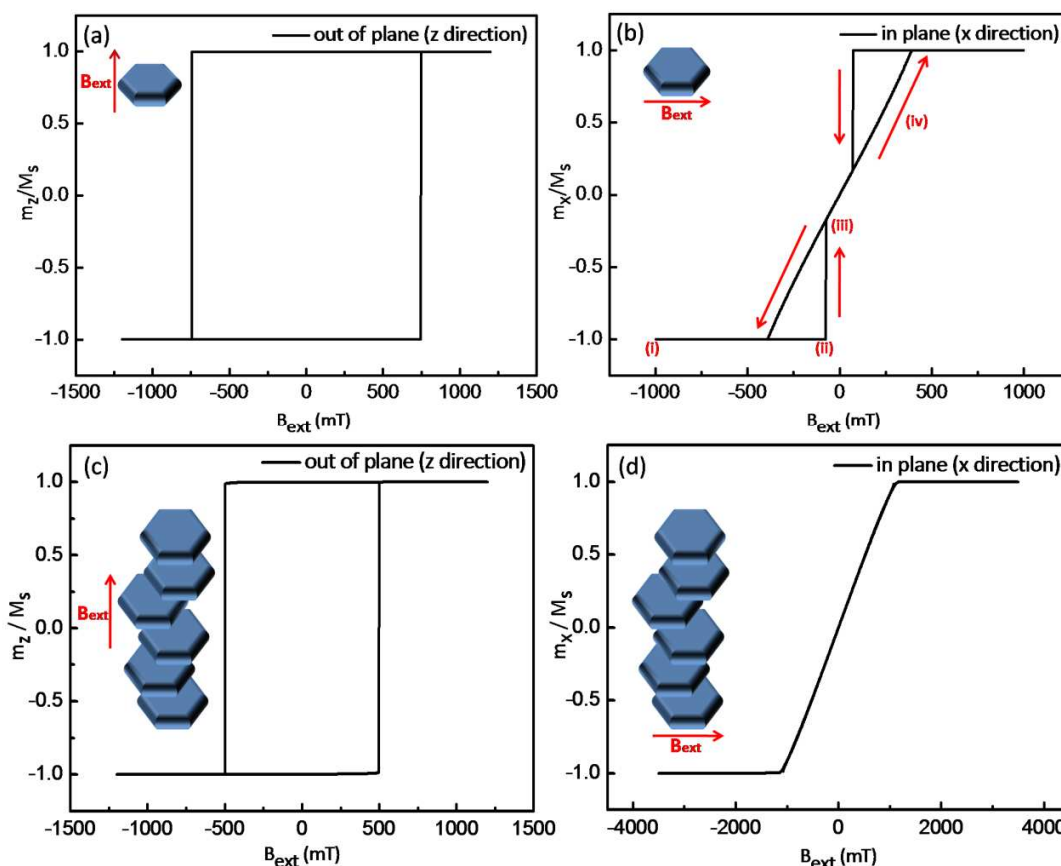 (a)
out of plane (z direction)
Bext
1.0
0.5
0.0
-0.5
-1.0
mz/MS
-1500 -1000 -500 0 500 1000 1500
Bext (mT)
(b)
in plane (x direction)
Bext
(iv)
(iii)
(i)
(ii)
1.0
0.5
0.0
-0.5
-1.0
mx/MS
-1000 -500 0 500 1000
Bext (mT)
(c)
out of plane (z direction)
Bext
1.0
0.5
0.0
-0.5
-1.0
mz / MS
-1500 -1000 -500 0 500 1000 1500
Bext (mT)
(d)
in plane (x direction)
Bext
1.0
0.5
0.0
-0.5
-1.0
mx / MS
-4000 -2000 0 2000 4000
Bext (mT)